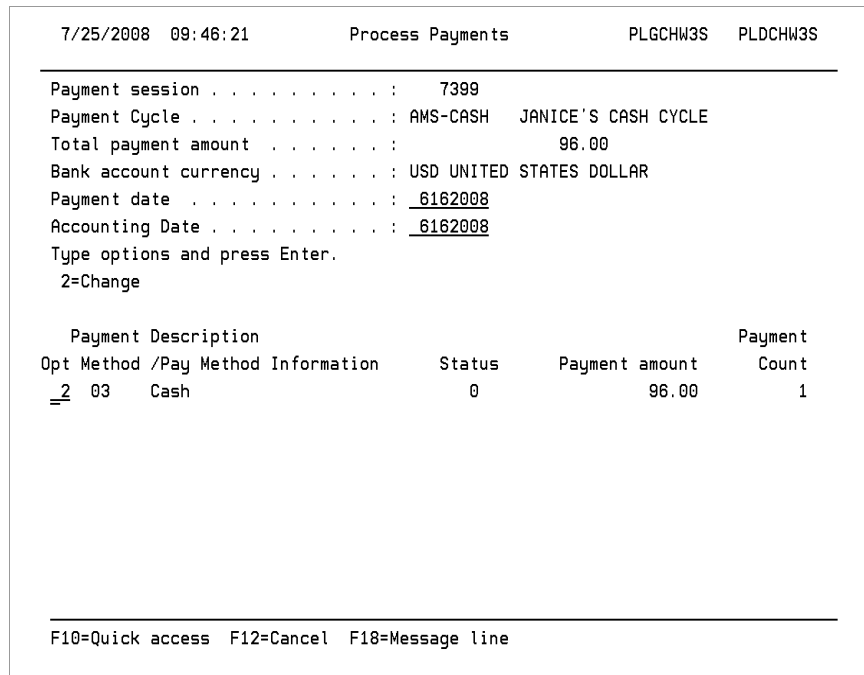 7/25/2008  09:46:21          Process Payments            PLGCHW3S   PLDCHW3S
Payment session . . . . . . . . . :    7399
Payment Cycle . . . . . . . . . . : AMS-CASH   JANICE'S CASH CYCLE
Total payment amount  . . . . . . :                96.00
Bank account currency . . . . . . : USD UNITED STATES DOLLAR
Payment date  . . . . . . . . . . :  6162008
Accounting Date . . . . . . . . . :  6162008
Type options and press Enter.
2=Change
Payment Description                                                Payment
Opt Method /Pay Method Information      Status      Payment amount      Count
2  03    Cash                            0                 96.00          1
F10=Quick access  F12=Cancel  F18=Message line